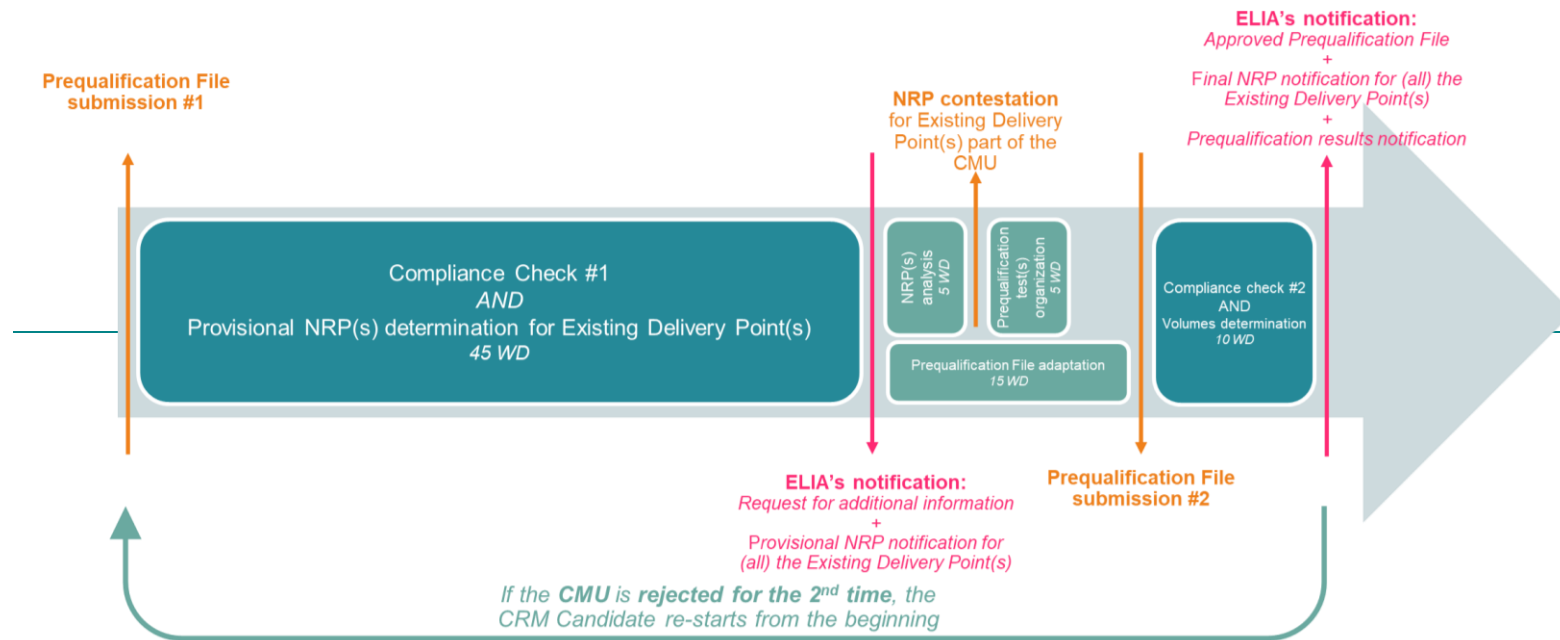 Prequalification File
submission #1
Compliance Check #1
AND
Provisional NRP(s) determination for Existing Delivery Point(s)
45 WD
ELIA's notification:
Request for additional information
+
Provisional NRP notification for
(all) the Existing Delivery Point(s)
NRP(s)
analysis
5 WD
NRP contestation
for Existing Delivery
Point(s) part of the
CMU
Prequalification
test(s)
organization
5 WD
Prequalification File adaptation
15 WD
Prequalification File
submission #2
Compliance check #2
AND
Volumes determination
10 WD
ELIA's notification:
Approved Prequalification File
+
Final NRP notification for (all) the
Existing Delivery Point(s)
+
Prequalification results notification
If the CMU is rejected for the 2nd time, the
CRM Candidate re-starts from the beginning